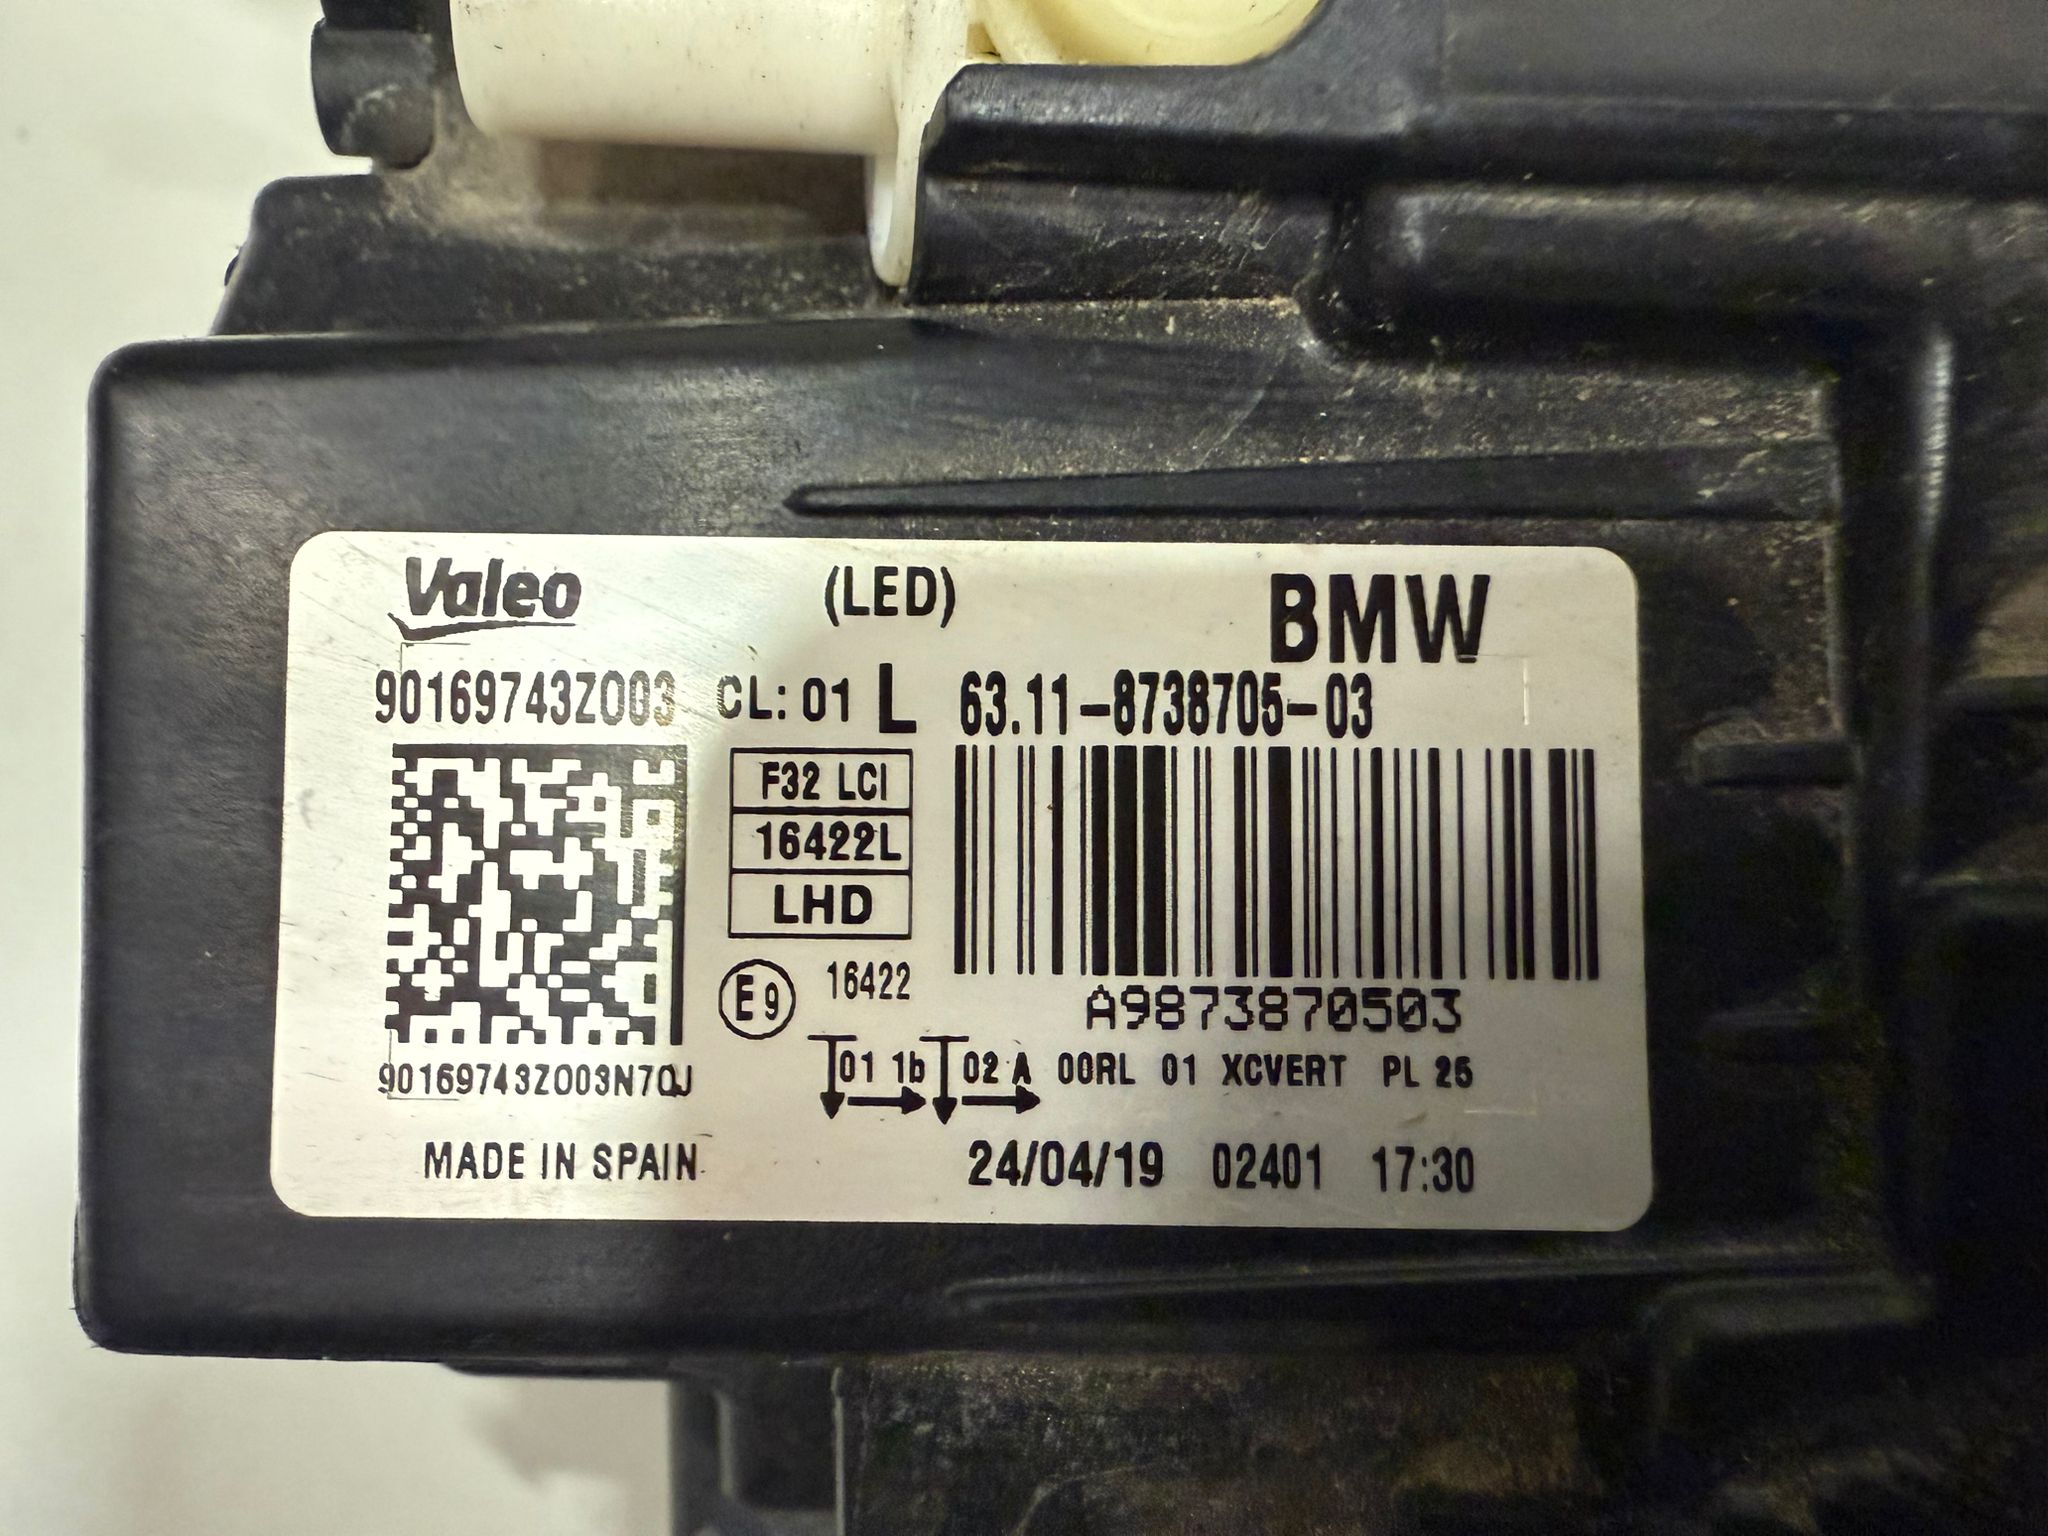 Valeo (LED) BMW
90169743Z003 CL: 01 L 63.11-8738705-03
F32 LCI
16422L
LHD
E9 16422
A9873870503
90169743Z003N70J
01 1b 02 A 00RL 01 XCVERT PL 25
MADE IN SPAIN 24/04/19 02401 17:30